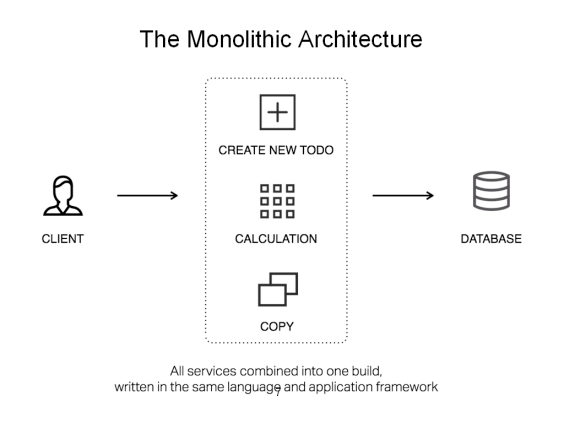 The Monolithic Architecture
CREATE NEW TODO
CLIENT
CALCULATION
DATABASE
COPY
All services combined into one build,
written in the same language and application framework
7